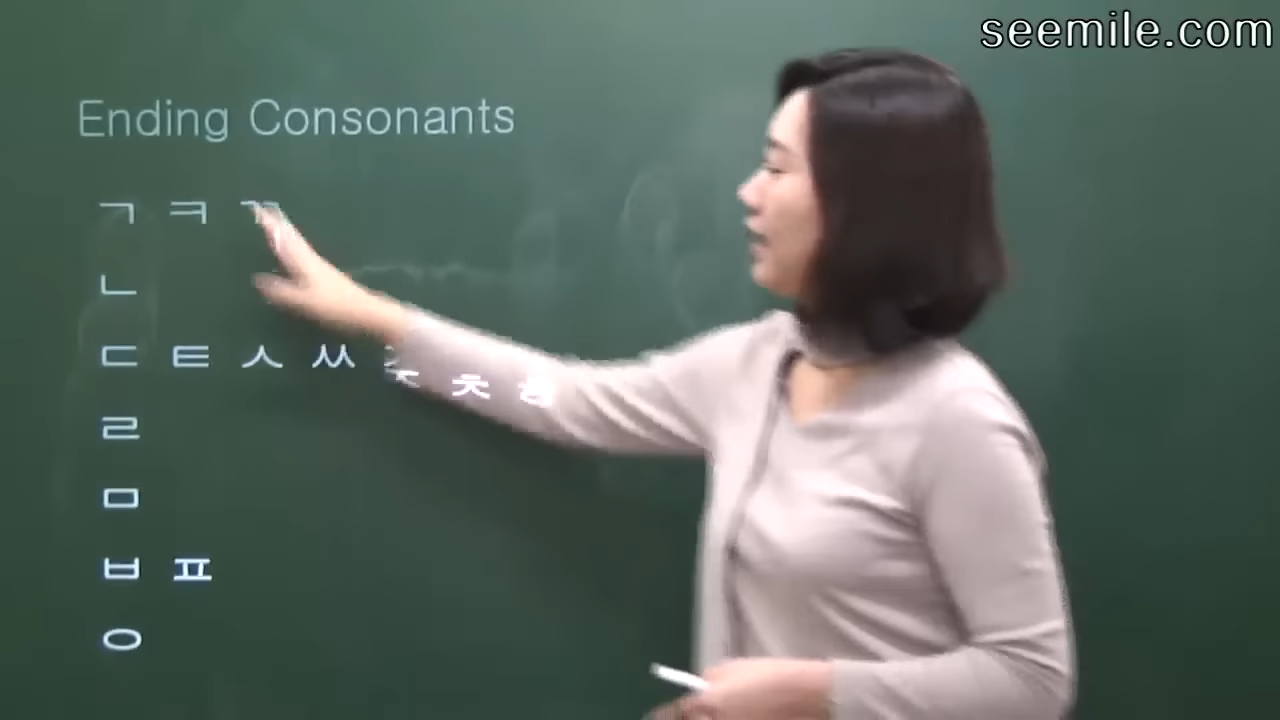 seemile.com
Ending Consonants
ㄱ ㅋ ㄲ
ㄴ
ㄷ ㅌ ㅅ ㅆ ㅈ ㅊ ㅎ
ㄹ
ㅁ
ㅂ ㅍ
ㅇ